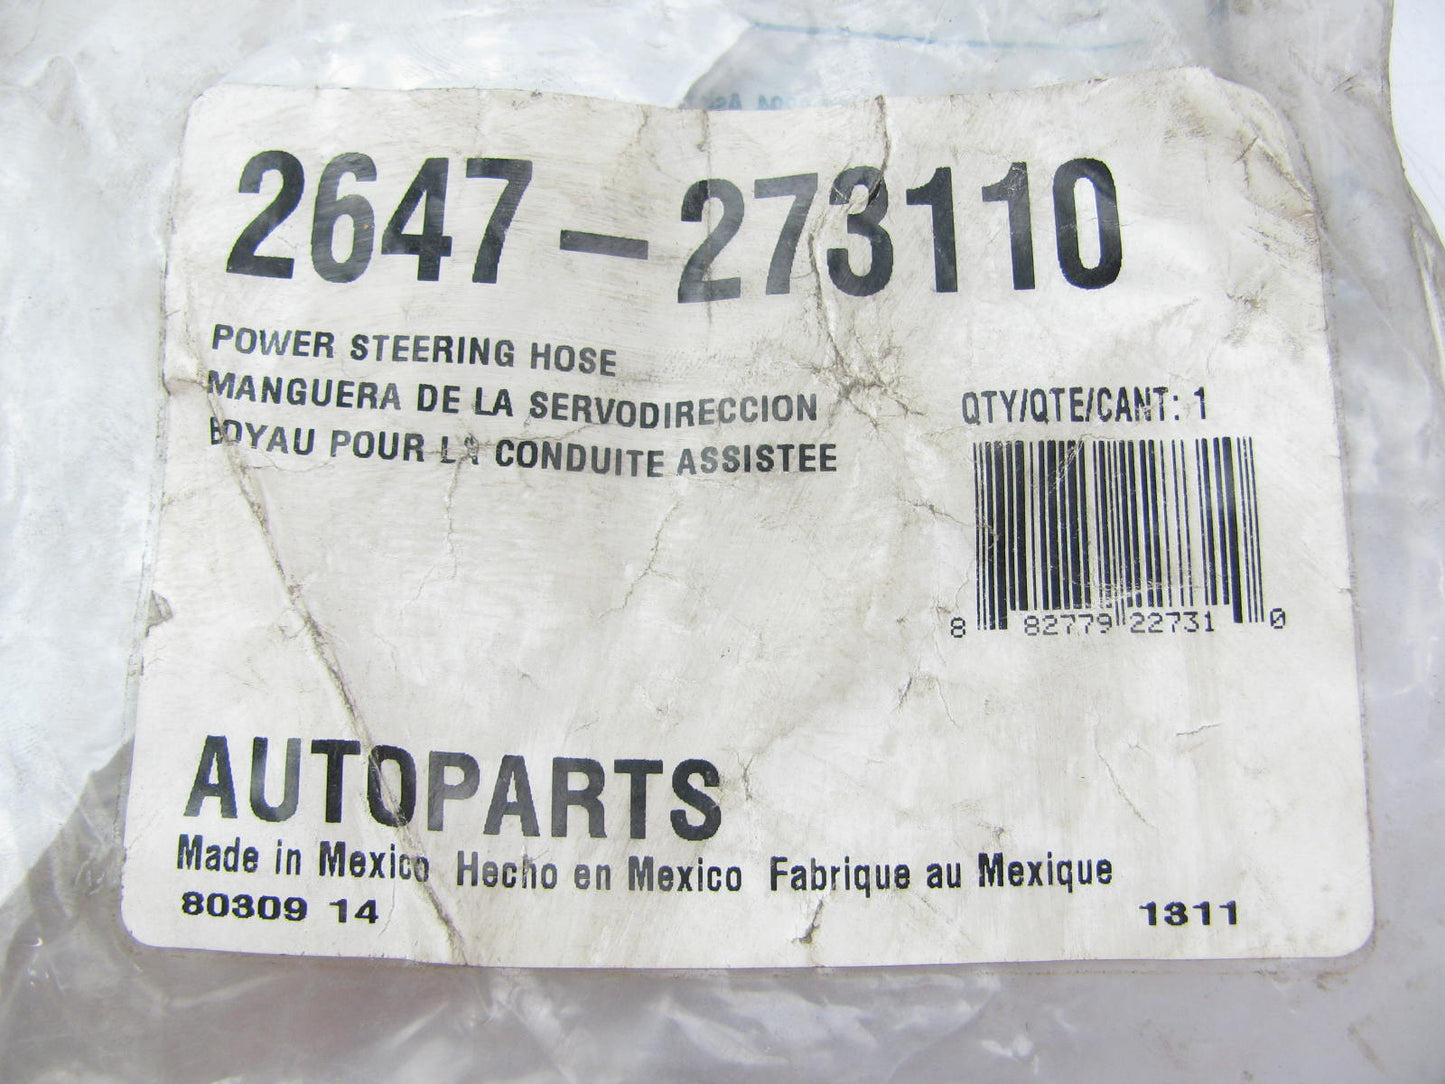 2647-273110
POWER STEERING HOSE
MANGUERA DE LA SERVODIRECCION
BOYAU POUR LA CONDUITE ASSISTEE
QTY/QTE/CANT: 1
8 82779 22731 0
AUTOPARTS
Made in Mexico Hecho en Mexico Fabrique au Mexique
80309 14
1311